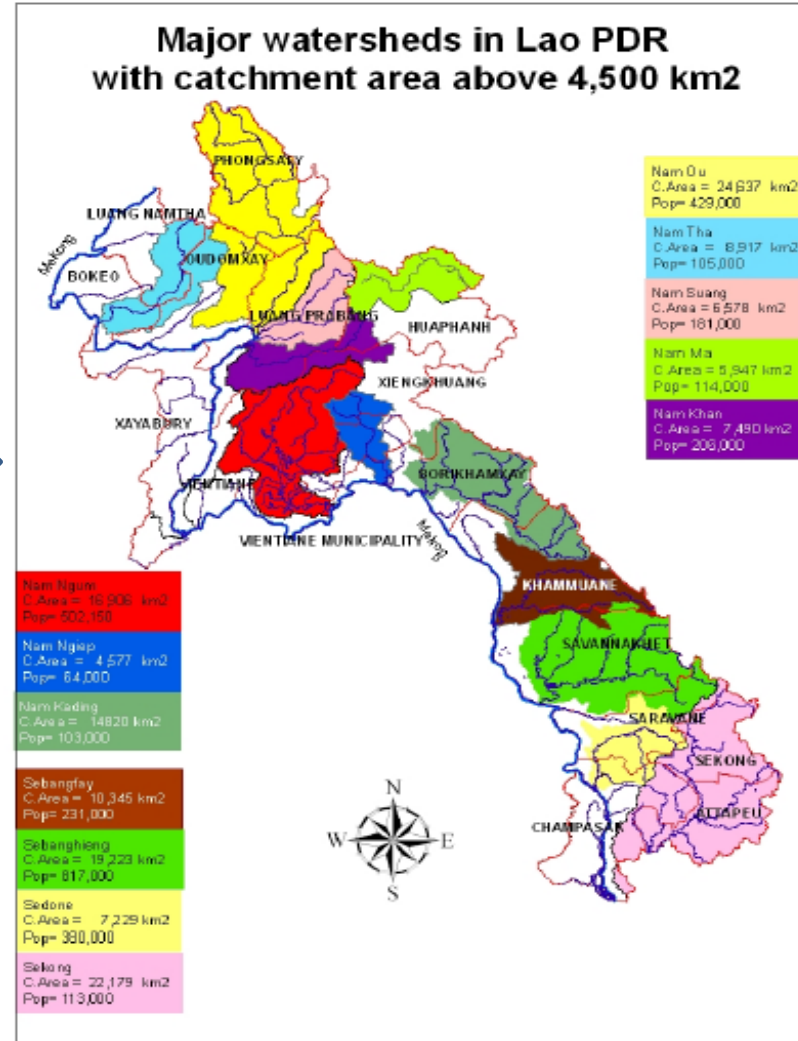 Major watersheds in Lao PDR
with catchment area above 4,500 km2
PHONGSALY
LUANG NAMTHA
Mekong
BOKEO
OUDOMXAY
LUANG PRABANG
HUAPHANH
XIENGKHUANG
XAYABURY
VIENTIANE
BORIKHAMXAY
VIENTIANE MUNICIPALITY
Mekong
KHAMMUANE
SAVANNAKHET
SARAVANE
SEKONG
CHAMPASAK
ATTAPEU
Nam Ou
C.Area = 24,637 km2
Pop= 429,000
Nam Tha
C.Area = 8,917 km2
Pop= 105,000
Nam Suang
C.Area = 6,578 km2
Pop= 181,000
Nam Ma
C.Area = 5,947 km2
Pop= 114,000
Nam Khan
C.Area = 7,490 km2
Pop= 206,000
Nam Ngum
C.Area = 16,906 km2
Pop= 502,150
Nam Ngiep
C.Area = 4,577 km2
Pop= 64,000
Nam Kading
C.Area = 14820 km2
Pop= 103,000
Sebangfay
C.Area = 10,345 km2
Pop= 231,000
Sebanghieng
C.Area = 19,223 km2
Pop= 817,000
Sedone
C.Area = 7,229 km2
Pop= 380,000
Sekong
C.Area = 22,179 km2
Pop= 113,000
N
W E
S